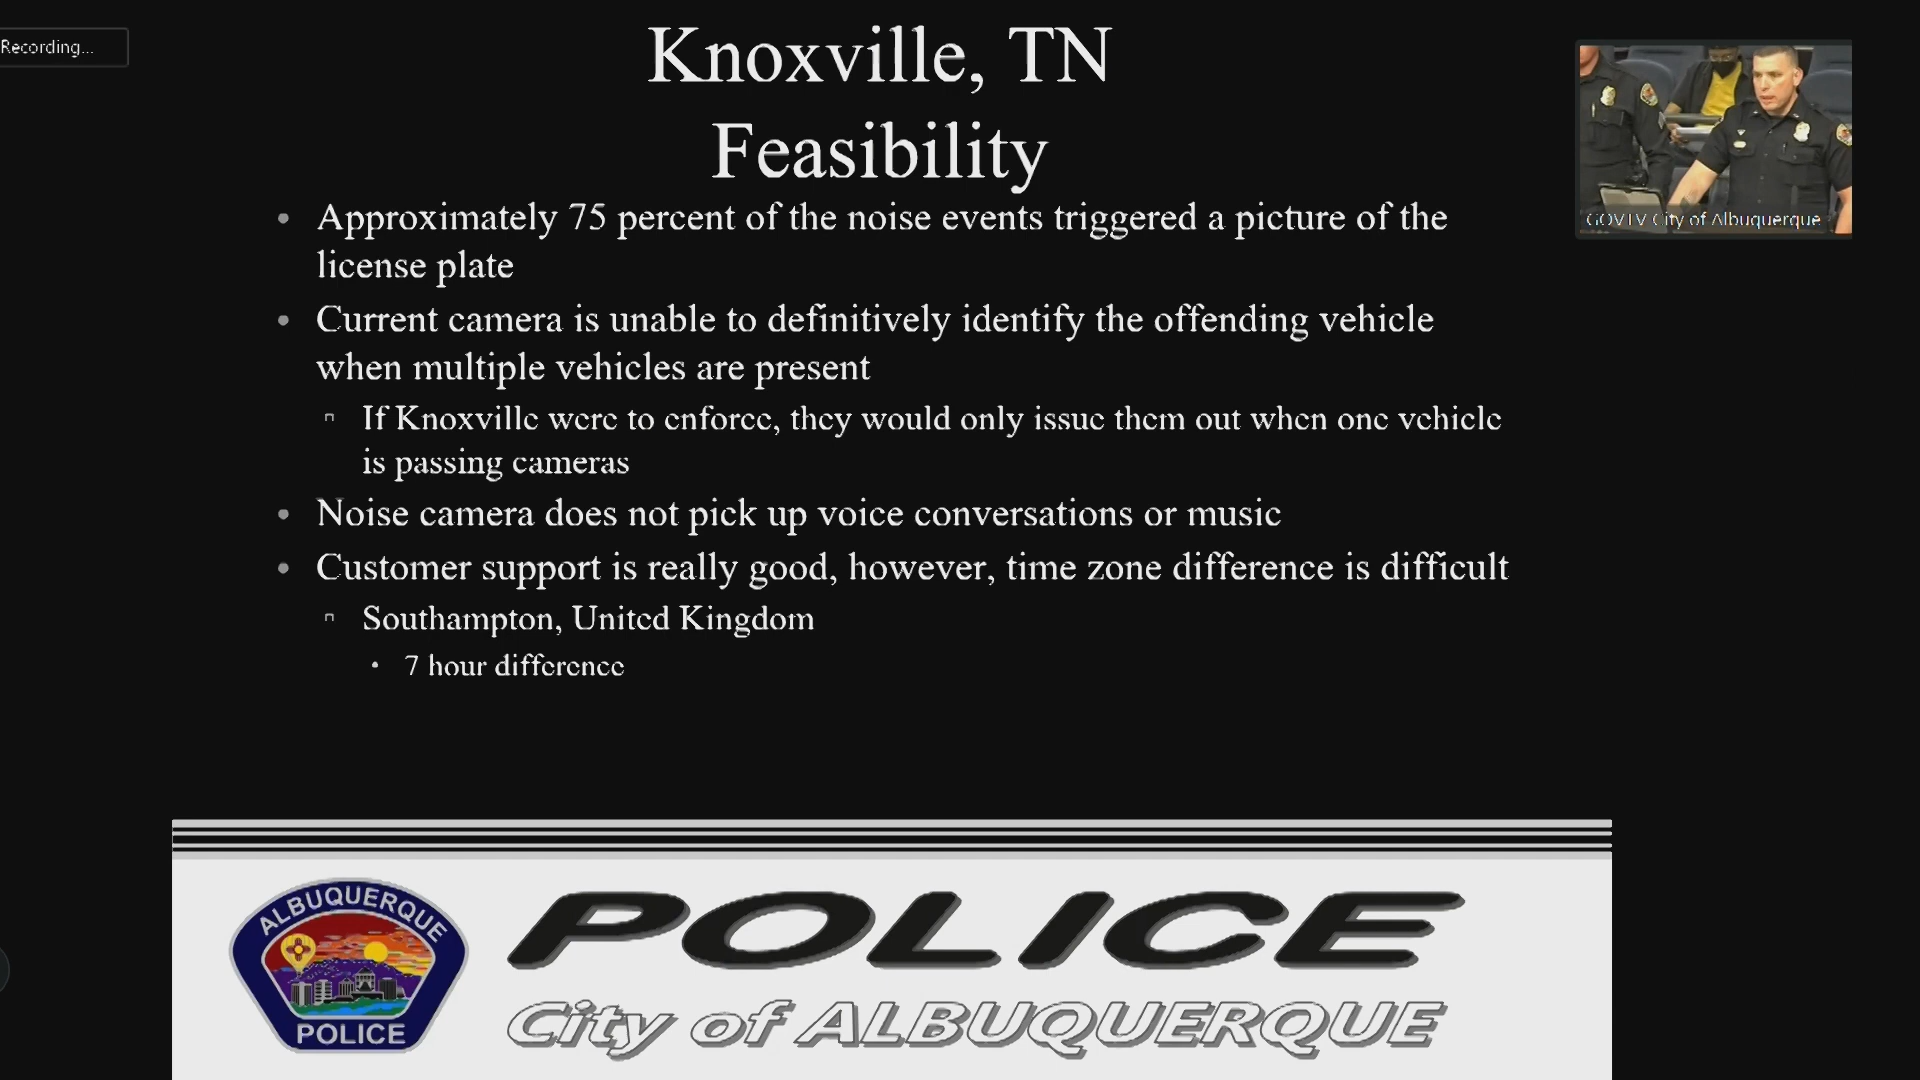 Recording...
Knoxville, TN
Feasibility
GOVTV City of Albuquerque
• Approximately 75 percent of the noise events triggered a picture of the
license plate
• Current camera is unable to definitively identify the offending vehicle
when multiple vehicles are present
▫ If Knoxville were to enforce, they would only issue them out when one vehicle
is passing cameras
• Noise camera does not pick up voice conversations or music
• Customer support is really good, however, time zone difference is difficult
▫ Southampton, United Kingdom
• 7 hour difference
ALBUQUERQUE
POLICE
POLICE
City of ALBUQUERQUE